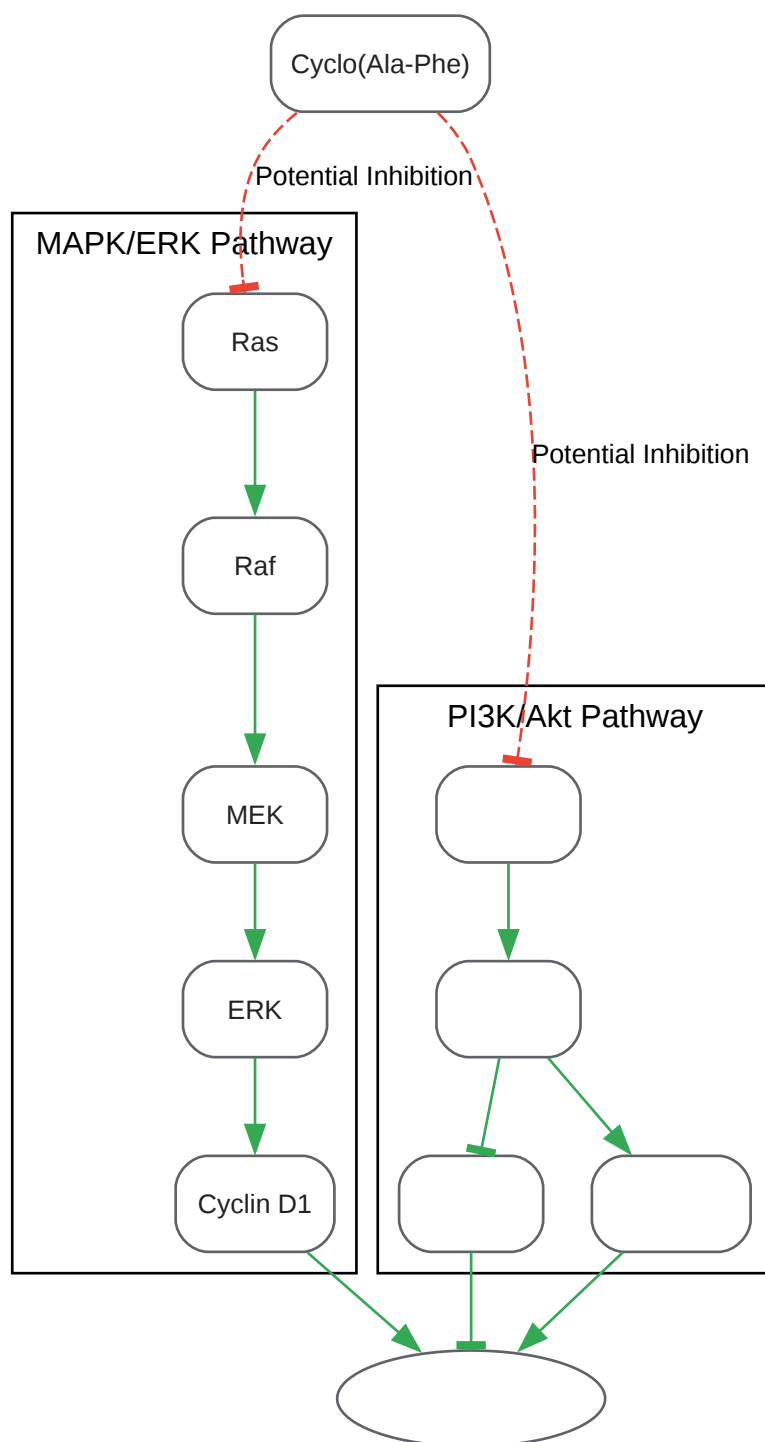 Cyclo(Ala-Phe)
Potential Inhibition
MAPK/ERK Pathway
Ras
Potential Inhibition
Raf
PI3K/Akt Pathway
MEK
ERK
Cyclin D1